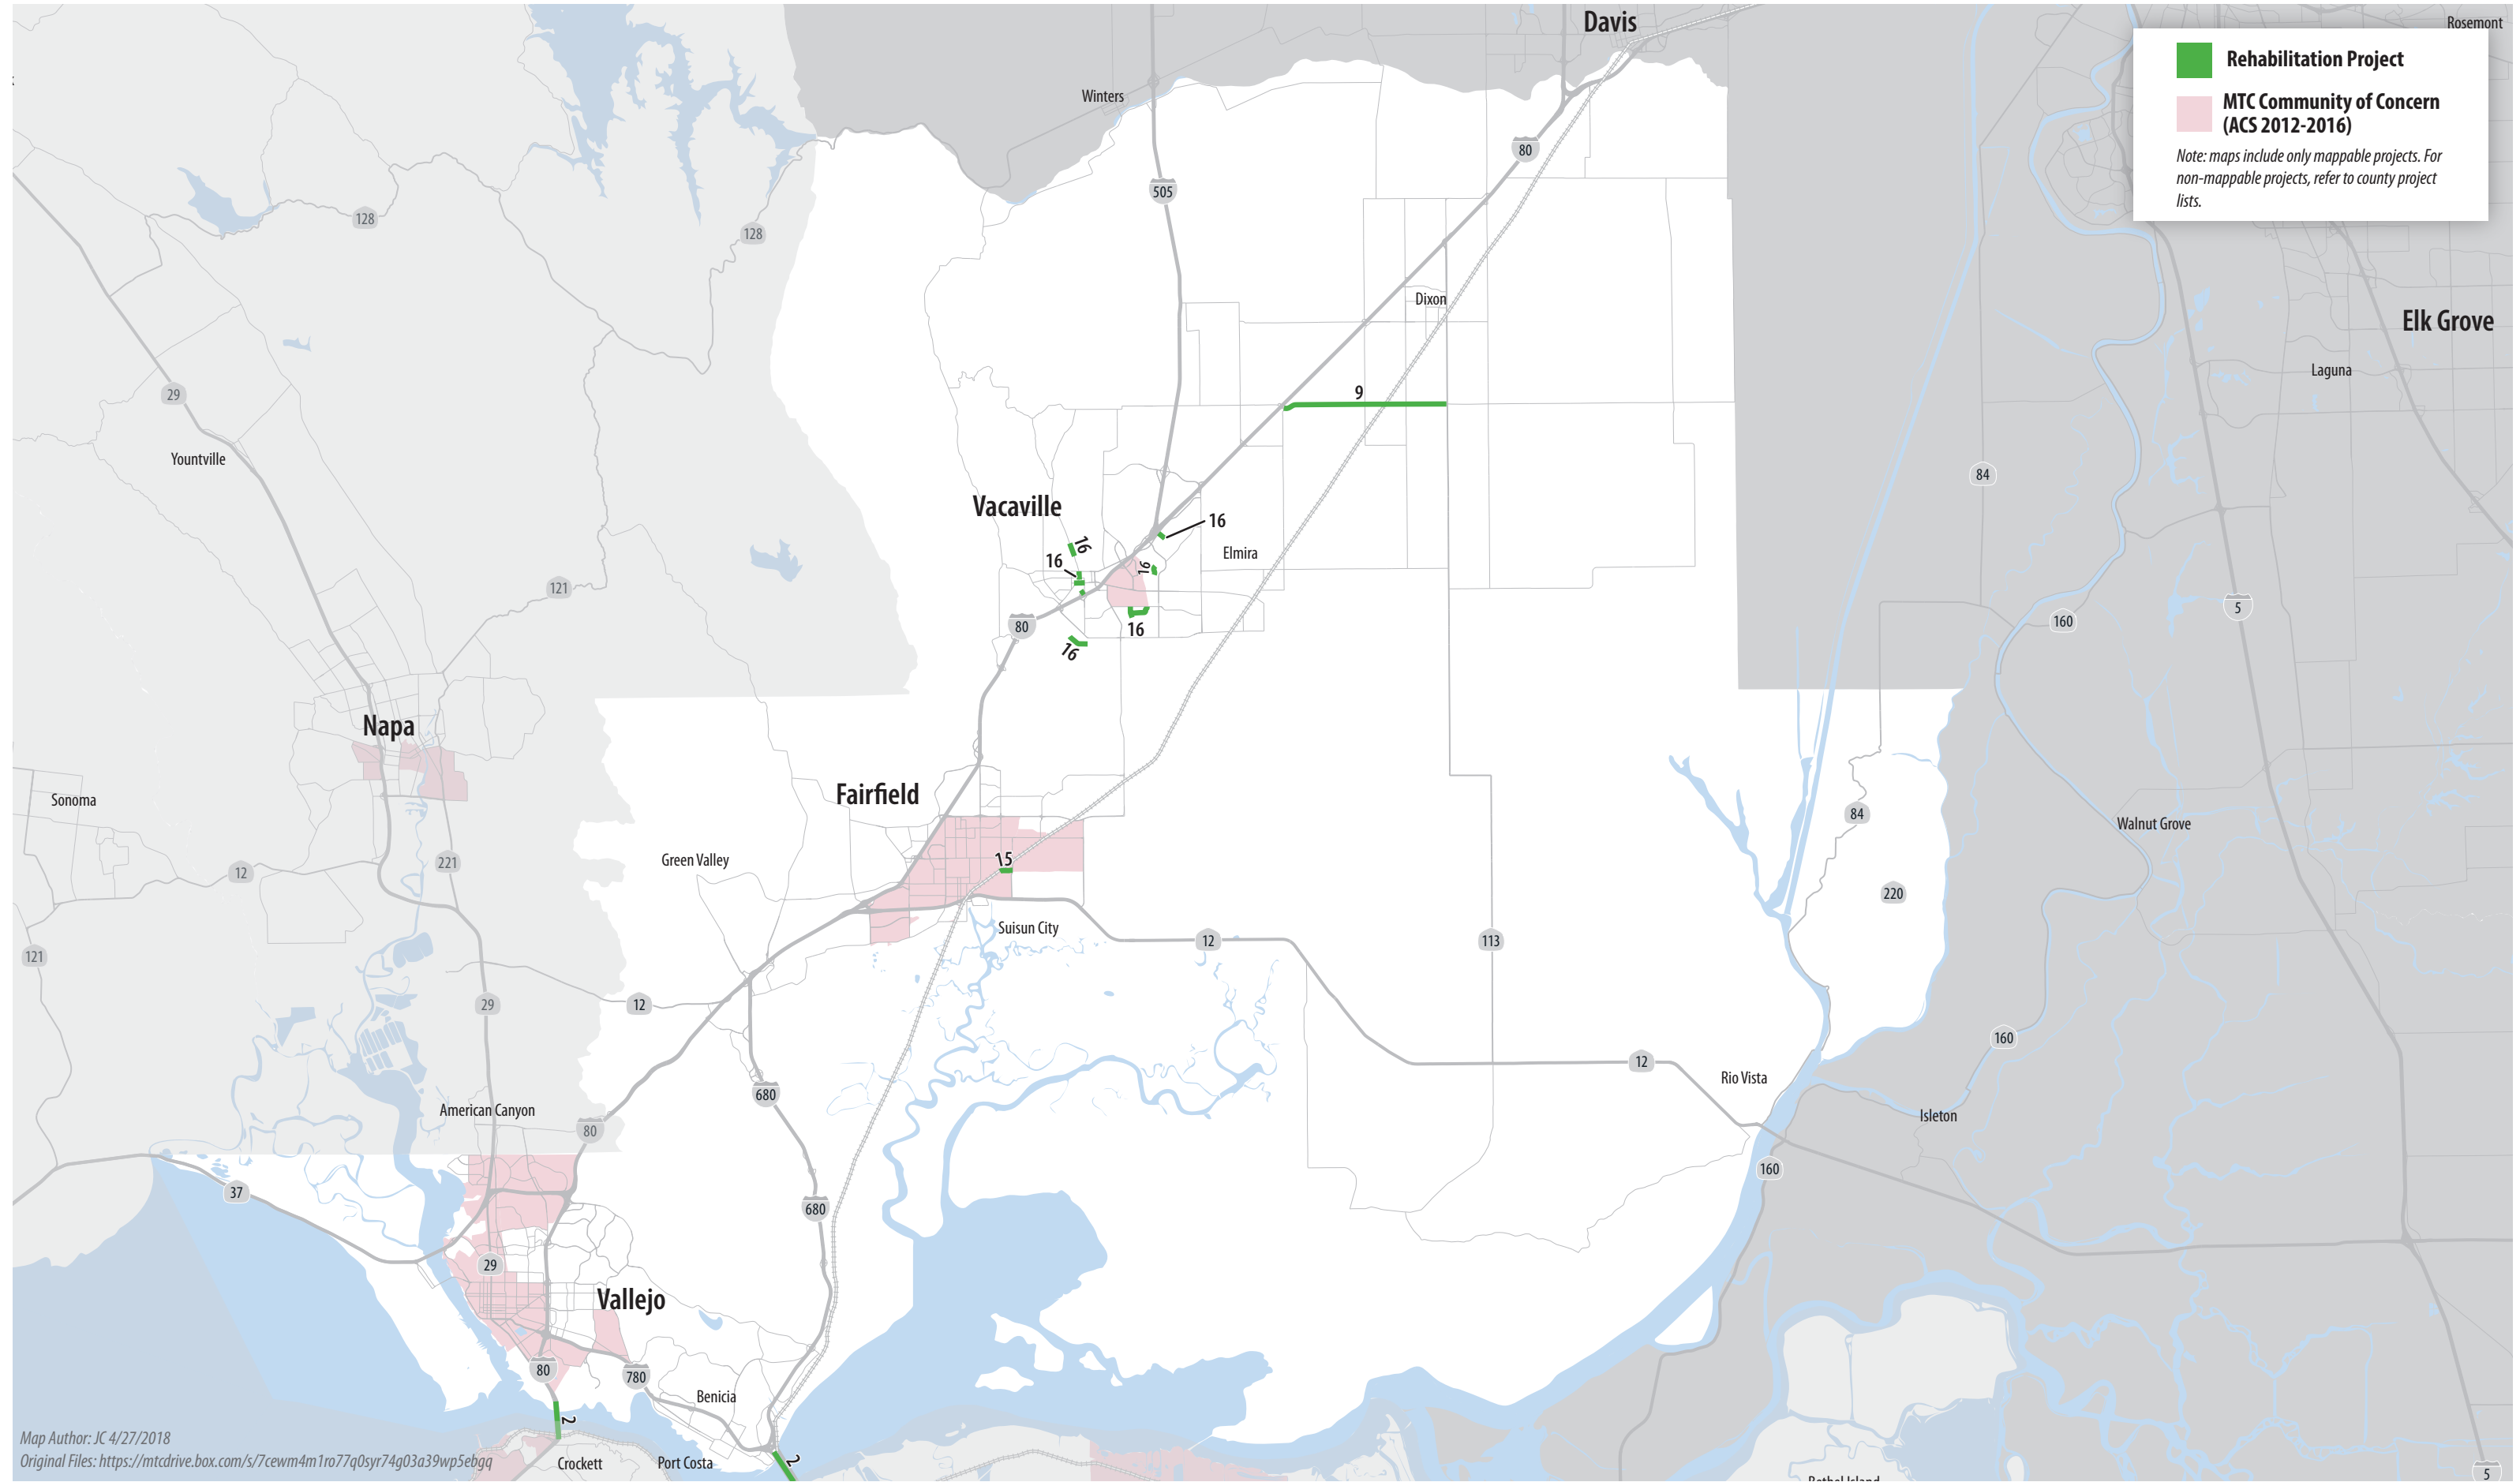 Davis
Rosemont
Rehabilitation Project
MTC Community of Concern
(ACS 2012-2016)
Note: maps include only mappable projects. For
non-mappable projects, refer to county project
lists.
Winters
80
505
128
128
Dixon
Elk Grove
Laguna
29
9
Yountville
84
Vacaville
16
16
16
Elmira
16
121
5
160
80
16
16
Napa
Fairfield
Sonoma
84
Walnut Grove
Green Valley
15
221
12
220
Suisun City
12
113
121
29
12
160
12
Rio Vista
680
American Canyon
Isleton
80
160
37
680
29
Vallejo
80
780
Benicia
2
Map Author: JC 4/27/2018
Original Files: https://mtcdrive.box.com/s/7cewm4m1ro77q0syr74g03a39wp5ebgq
Crockett
Port Costa
2
5